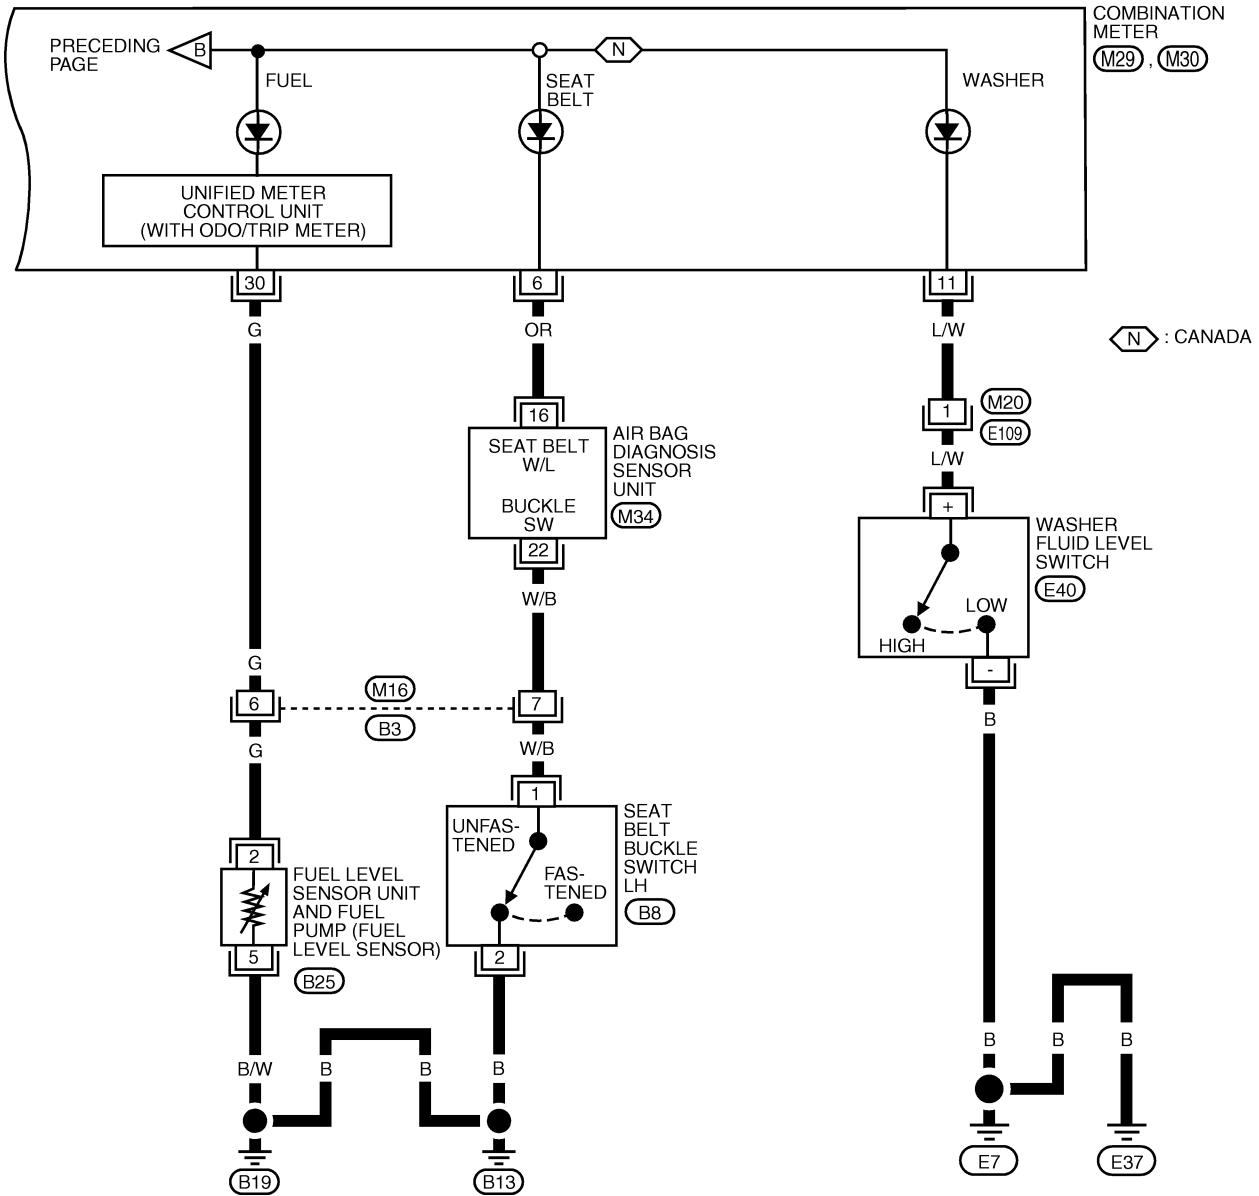 COMBINATION
METER
M29 , M30
PRECEDING
PAGE
B
N
FUEL
SEAT
BELT
WASHER
UNIFIED METER
CONTROL UNIT
(WITH ODO/TRIP METER)
30
6
11
G
OR
L/W
N : CANADA
16
1
M20
E109
SEAT BELT
W/L
BUCKLE
SW
AIR BAG
DIAGNOSIS
SENSOR
UNIT
M34
L/W
+
22
WASHER
FLUID LEVEL
SWITCH
E40
W/B
LOW
HIGH
-
G
M16
6
7
B3
B
G
W/B
1
2
UNFAS-
TENED
FAS-
TENED
SEAT
BELT
BUCKLE
SWITCH
LH
B8
FUEL LEVEL
SENSOR UNIT
AND FUEL
PUMP (FUEL
LEVEL SENSOR)
B25
5
2
B/W
B
B
B
B
B
B
B19
B13
E7
E37